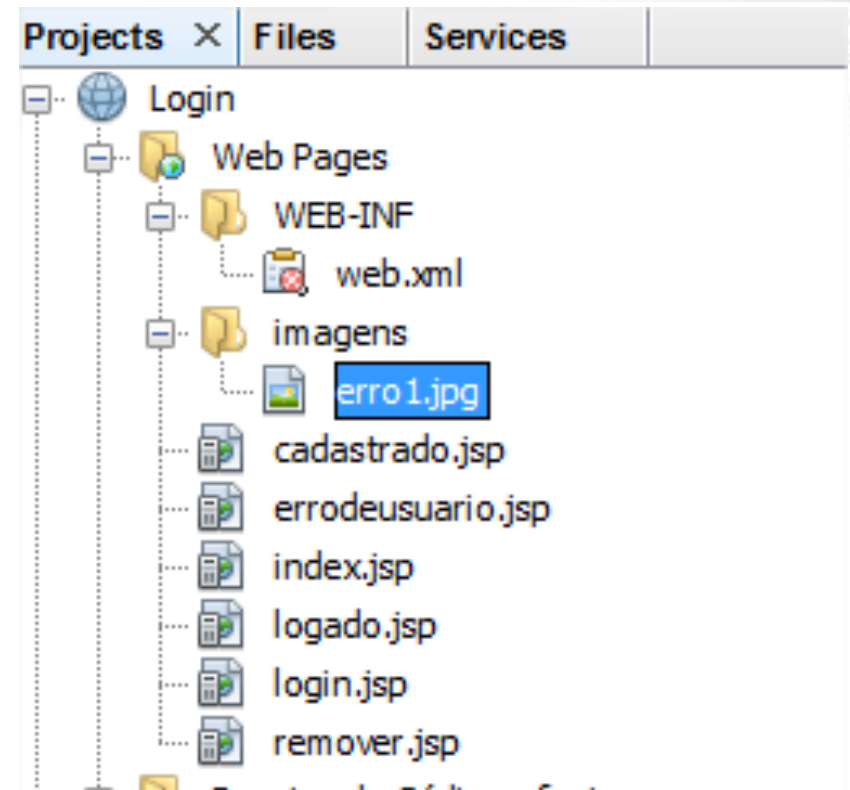 Projects × Files Services
Login
Web Pages
WEB-INF
web.xml
imagens
erro1.jpg
cadastrado.jsp
errodeusuario.jsp
index.jsp
logado.jsp
login.jsp
remover.jsp